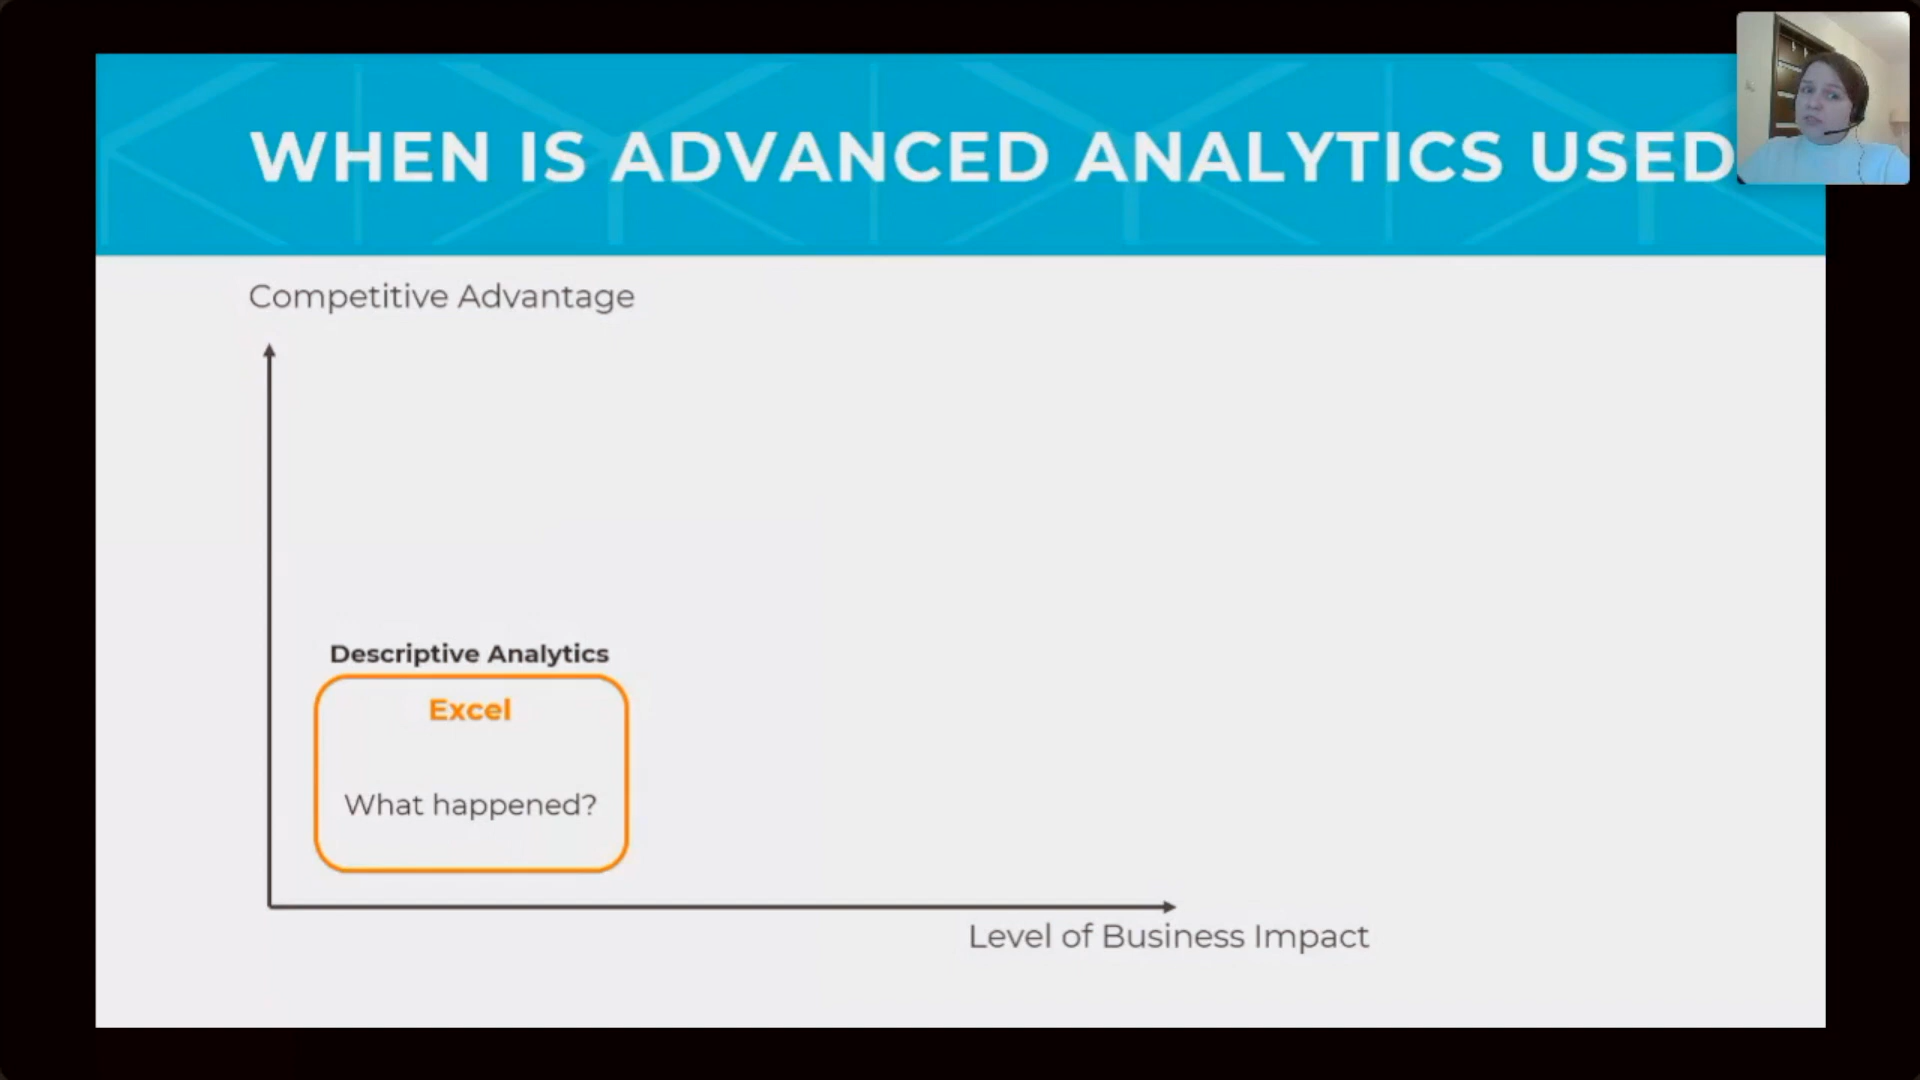 WHEN IS ADVANCED ANALYTICS USED
Competitive Advantage
Descriptive Analytics
Excel
What happened?
Level of Business Impact